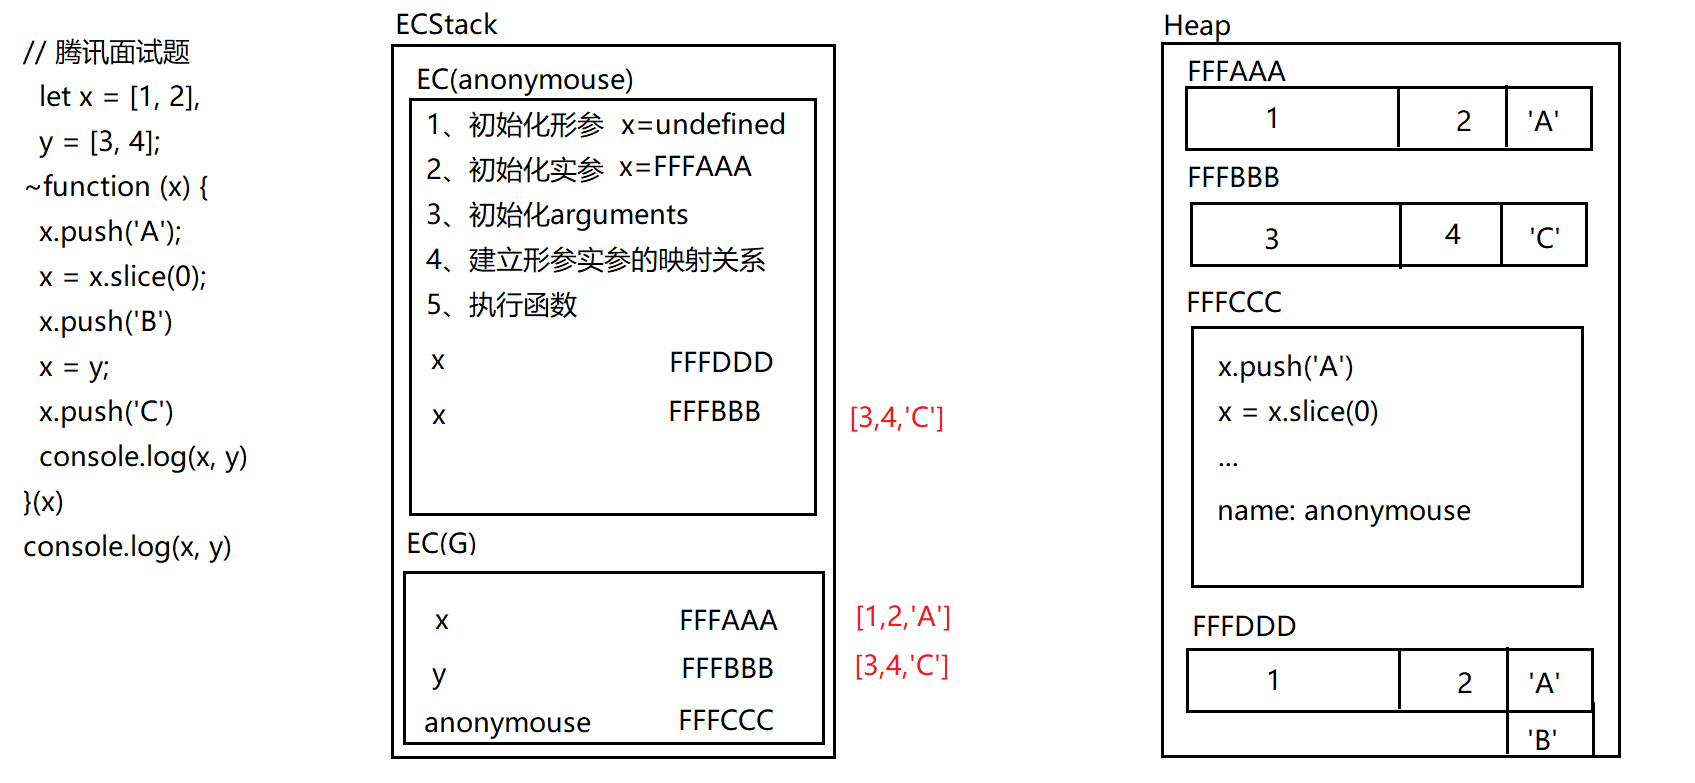 // 腾讯面试题
let x = [1, 2],
y = [3, 4];
~function (x) {
x.push('A');
x = x.slice(0);
x.push('B')
x = y;
x.push('C')
console.log(x, y)
}(x)
console.log(x, y)
ECStack
EC(anonymouse)
1、初始化形参 x=undefined
2、初始化实参 x=FFFAAA
3、初始化arguments
4、建立形参实参的映射关系
5、执行函数
x FFFDDD
x FFFBBB [3,4,'C']
EC(G)
x FFFAAA [1,2,'A']
y FFFBBB [3,4,'C']
anonymouse FFFCCC
Heap
FFFAAA
1 2 'A'
FFFBBB
3 4 'C'
FFFCCC
x.push('A')
x = x.slice(0)
...
name: anonymouse
FFFDDD
1 2 'A'
'B'